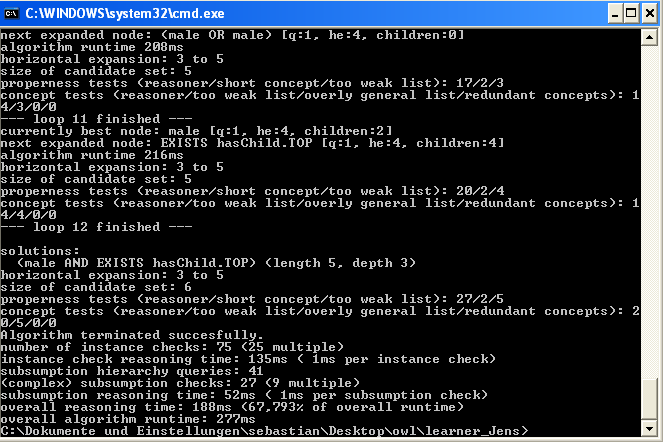 C:\WINDOWS\system32\cmd.exe
next expanded node: (male OR male) [q:1, he:4, children:0]
algorithm runtime 208ms
horizontal expansion: 3 to 5
size of candidate set: 5
properness tests (reasoner/short concept/too weak list): 17/2/3
concept tests (reasoner/too weak list/overly general list/redundant concepts): 1
4/3/0/0
--- loop 11 finished ---
currently best node: male [q:1, he:4, children:2]
next expanded node: EXISTS hasChild.TOP [q:1, he:4, children:4]
algorithm runtime 216ms
horizontal expansion: 3 to 5
size of candidate set: 5
properness tests (reasoner/short concept/too weak list): 20/2/4
concept tests (reasoner/too weak list/overly general list/redundant concepts): 1
4/4/0/0
--- loop 12 finished ---
solutions:
(male AND EXISTS hasChild.TOP) (length 5, depth 3)
horizontal expansion: 3 to 5
size of candidate set: 6
properness tests (reasoner/short concept/too weak list): 27/2/5
concept tests (reasoner/too weak list/overly general list/redundant concepts): 2
0/5/0/0
Algorithm terminated succesfully.
number of instance checks: 75 (25 multiple)
instance check reasoning time: 135ms ( 1ms per instance check)
subsumption hierarchy queries: 41
(complex) subsumption checks: 27 (9 multiple)
subsumption reasoning time: 52ms ( 1ms per subsumption check)
overall reasoning time: 188ms (67,793% of overall runtime)
overall algorithm runtime: 277ms
C:\Dokumente und Einstellungen\sebastian\Desktop\owl\learner_Jens>